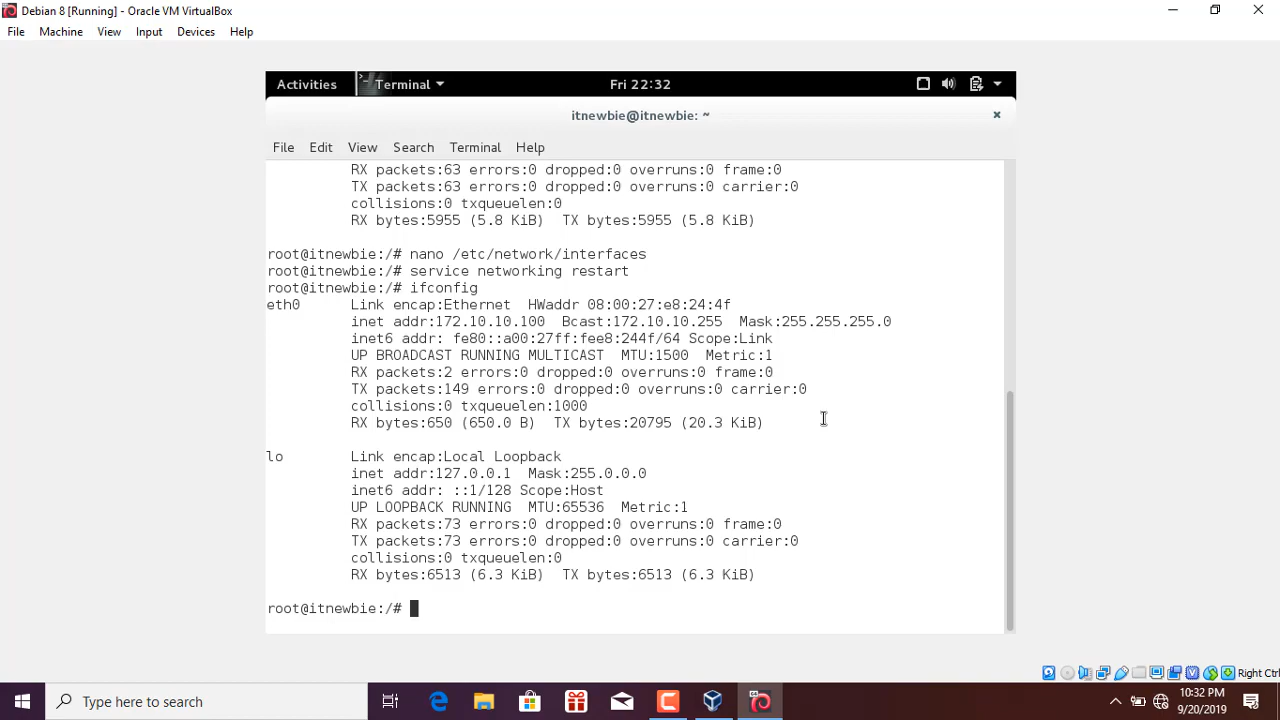 Debian 8 [Running] - Oracle VM VirtualBox
File Machine View Input Devices Help
Activities Terminal Fri 22:32
itnewbie@itnewbie: ~
File Edit View Search Terminal Help
RX packets:63 errors:0 dropped:0 overruns:0 frame:0
TX packets:63 errors:0 dropped:0 overruns:0 carrier:0
collisions:0 txqueuelen:0
RX bytes:5955 (5.8 KiB)  TX bytes:5955 (5.8 KiB)
root@itnewbie:/# nano /etc/network/interfaces
root@itnewbie:/# service networking restart
root@itnewbie:/# ifconfig
eth0      Link encap:Ethernet  HWaddr 08:00:27:e8:24:4f
inet addr:172.10.10.100  Bcast:172.10.10.255  Mask:255.255.255.0
inet6 addr: fe80::a00:27ff:fee8:244f/64 Scope:Link
UP BROADCAST RUNNING MULTICAST  MTU:1500  Metric:1
RX packets:2 errors:0 dropped:0 overruns:0 frame:0
TX packets:149 errors:0 dropped:0 overruns:0 carrier:0
collisions:0 txqueuelen:1000
RX bytes:650 (650.0 B)  TX bytes:20795 (20.3 KiB)
lo        Link encap:Local Loopback
inet addr:127.0.0.1  Mask:255.0.0.0
inet6 addr: ::1/128 Scope:Host
UP LOOPBACK RUNNING  MTU:65536  Metric:1
RX packets:73 errors:0 dropped:0 overruns:0 frame:0
TX packets:73 errors:0 dropped:0 overruns:0 carrier:0
collisions:0 txqueuelen:0
RX bytes:6513 (6.3 KiB)  TX bytes:6513 (6.3 KiB)
root@itnewbie:/#
Right Ctrl
Type here to search
10:32 PM
9/20/2019